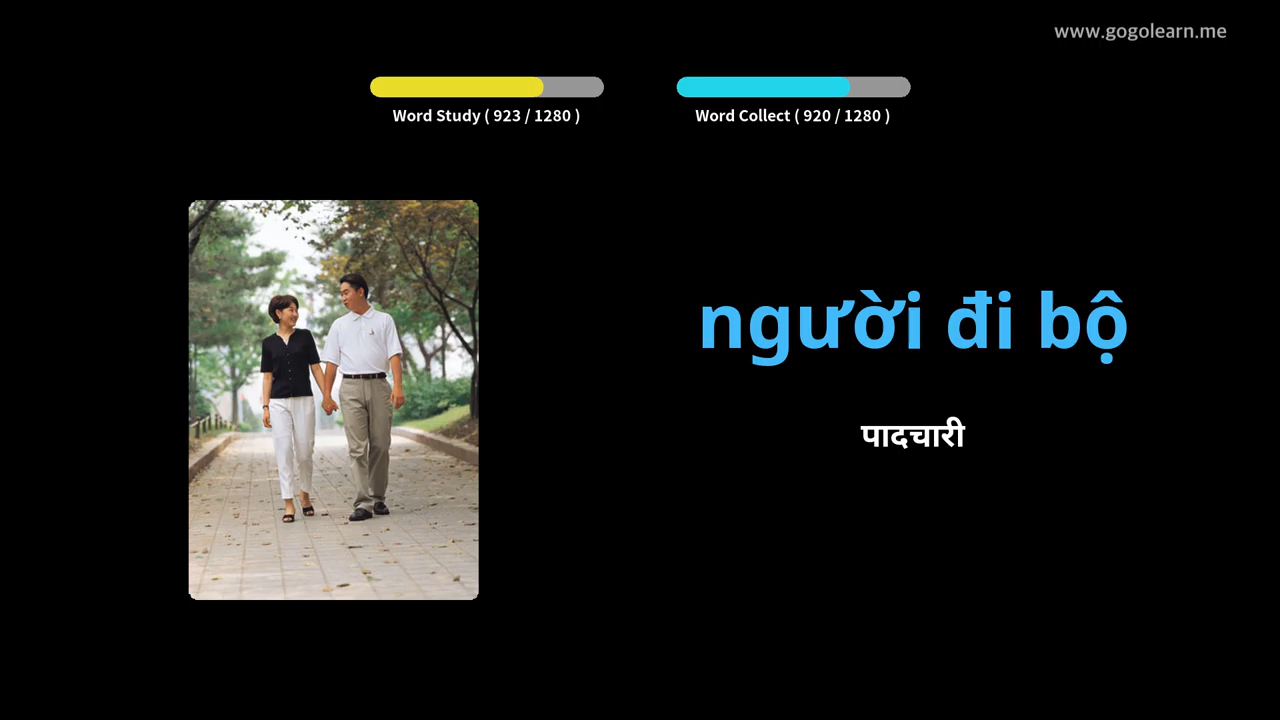 www.gogolearn.me
Word Study ( 923 / 1280 )
Word Collect ( 920 / 1280 )
người đi bộ
पादचारी